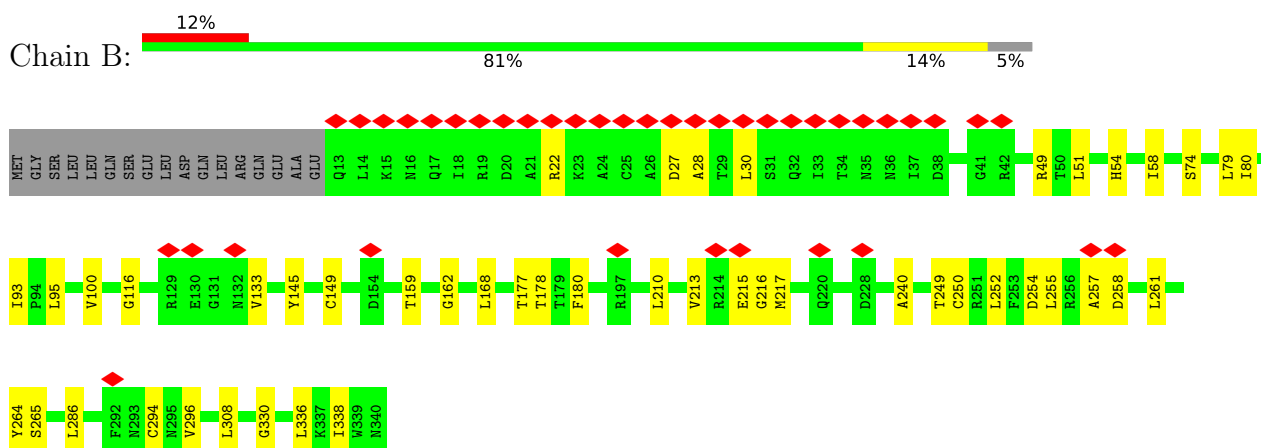 12%
Chain B:
81% 14% 5%
MET GLY SER LEU LEU GLN SER GLU LEU ASP GLN LEU ARG GLN GLU ALA GLU Q13 L14 K15 N16 Q17 I18 R19 D20 A21 R22 K23 A24 C25 A26 D27 A28 T29 L30 S31 Q32 I33 T34 N35 N36 I37 D38 G41 R42 R49 T50 L51 H54 I58 S74 L79 I80
I93 P94 L95 V100 G116 R129 E130 G131 N132 V133 Y145 C149 D154 T159 G162 L168 T177 T178 T179 F180 R197 L210 V213 R214 E215 G216 M217 Q220 D228 A240 T249 C250 R251 L252 F253 D254 L255 R256 A257 D258 L261
Y264 S265 L286 F292 N293 C294 N295 V296 L308 G330 L336 K337 I338 W339 N340